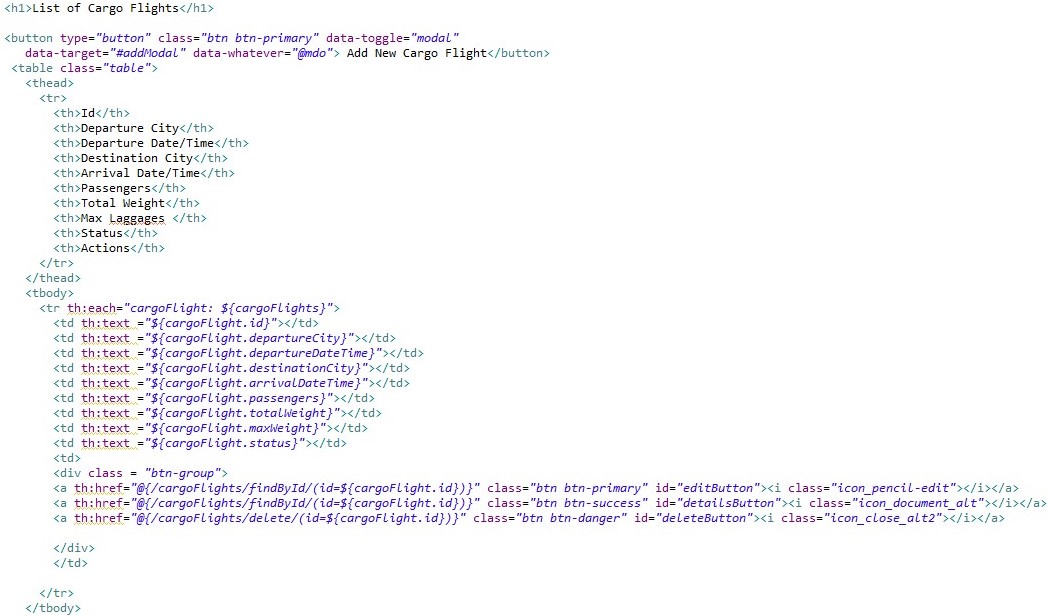 <h1>List of Cargo Flights</h1>
<button type="button" class="btn btn-primary" data-toggle="modal"
data-target="#addModal" data-whatever="@mdo"> Add New Cargo Flight</button>
<table class="table">
<thead>
<tr>
<th>Id</th>
<th>Departure City</th>
<th>Departure Date/Time</th>
<th>Destination City</th>
<th>Arrival Date/Time</th>
<th>Passengers</th>
<th>Total Weight</th>
<th>Max Laggages </th>
<th>Status</th>
<th>Actions</th>
</tr>
</thead>
<tbody>
<tr th:each="cargoFlight: ${cargoFlights}">
<td th:text ="${cargoFlight.id}"></td>
<td th:text ="${cargoFlight.departureCity}"></td>
<td th:text ="${cargoFlight.departureDateTime}"></td>
<td th:text ="${cargoFlight.destinationCity}"></td>
<td th:text ="${cargoFlight.arrivalDateTime}"></td>
<td th:text ="${cargoFlight.passengers}"></td>
<td th:text ="${cargoFlight.totalWeight}"></td>
<td th:text ="${cargoFlight.maxWeight}"></td>
<td th:text ="${cargoFlight.status}"></td>
<td>
<div class = "btn-group">
<a th:href="@{/cargoFlights/findById/(id=${cargoFlight.id})}" class="btn btn-primary" id="editButton"><i class="icon_pencil-edit"></i></a>
<a th:href="@{/cargoFlights/findById/(id=${cargoFlight.id})}" class="btn btn-success" id="detailsButton"><i class="icon_document_alt"></i></a>
<a th:href="@{/cargoFlights/delete/(id=${cargoFlight.id})}" class="btn btn-danger" id="deleteButton"><i class="icon_close_alt2"></i></a>
</div>
</td>
</tr>
</tbody>